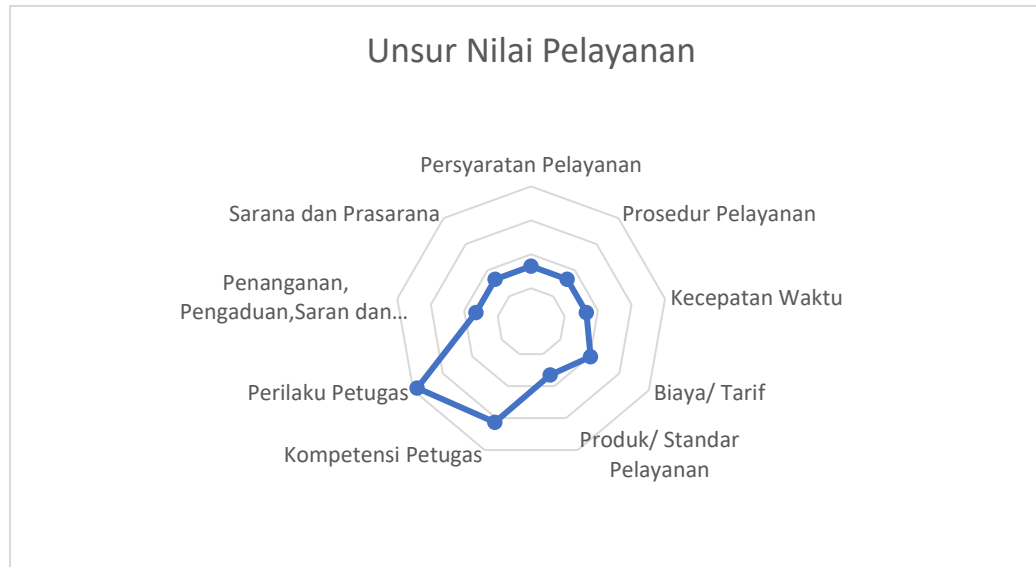 Unsur Nilai Pelayanan
Persyaratan Pelayanan
Prosedur Pelayanan
Kecepatan Waktu
Biaya/ Tarif
Produk/ Standar
Pelayanan
Kompetensi Petugas
Perilaku Petugas
Penanganan,
Pengaduan,Saran dan...
Sarana dan Prasarana